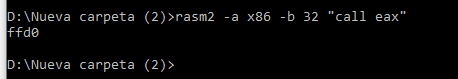 D:\Nueva carpeta (2)>rasm2 -a x86 -b 32 "call eax"
ffd0
D:\Nueva carpeta (2)>